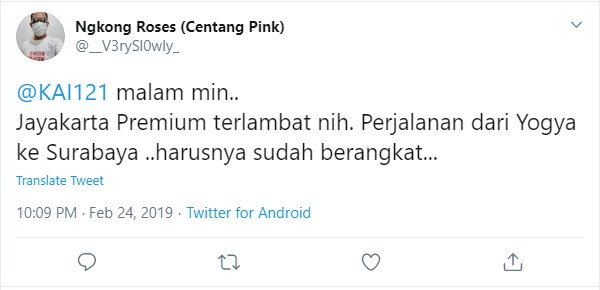 Ngkong Roses (Centang Pink)
@__V3rySl0wly_
@KAI121 malam min..
Jayakarta Premium terlambat nih. Perjalanan dari Yogya
ke Surabaya ..harusnya sudah berangkat...
Translate Tweet
10:09 PM · Feb 24, 2019 · Twitter for Android